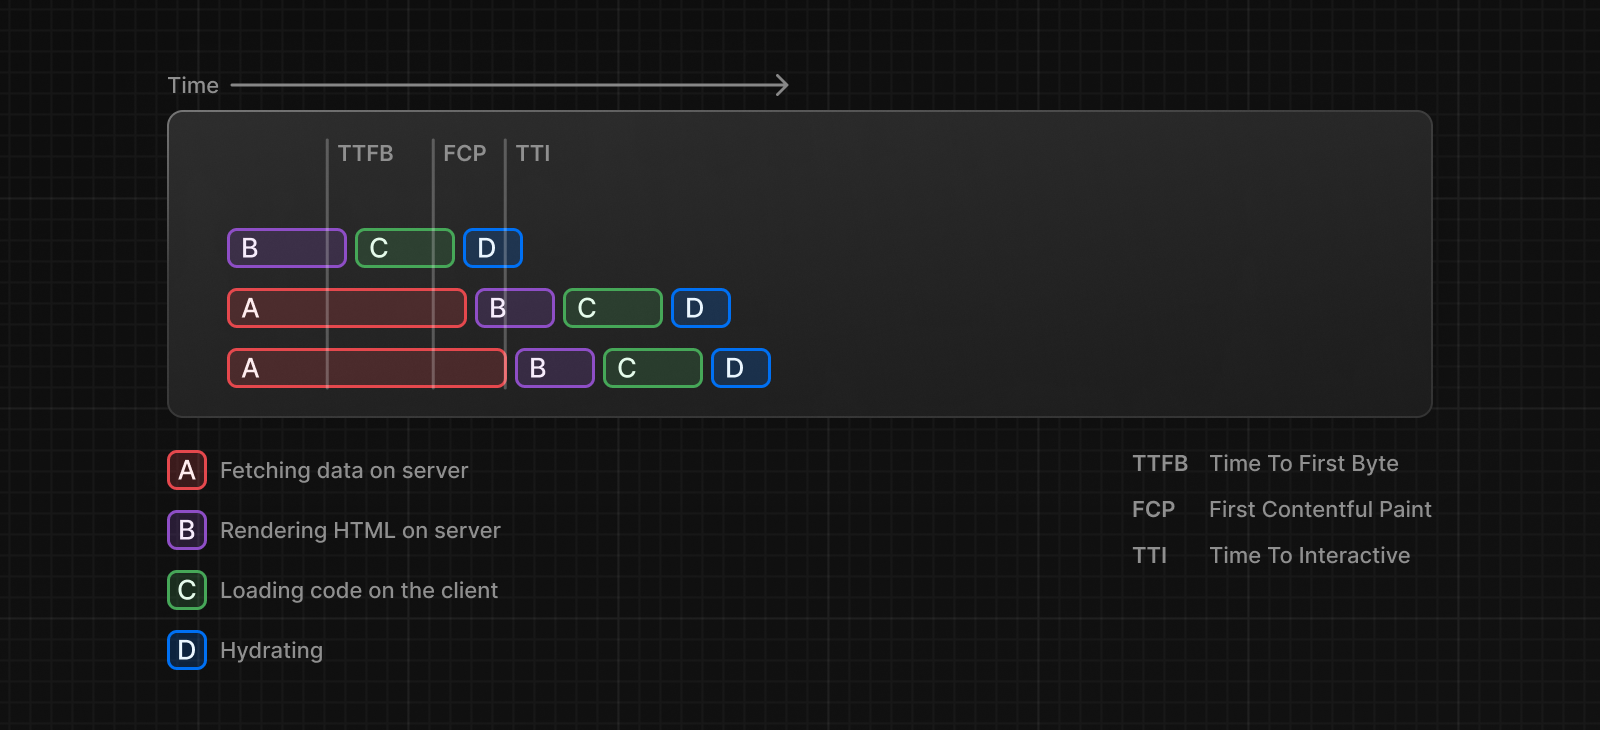 Time
TTFB FCP TTI
B C D
A B C D
A B C D
A Fetching data on server
B Rendering HTML on server
C Loading code on the client
D Hydrating
TTFB Time To First Byte
FCP First Contentful Paint
TTI Time To Interactive